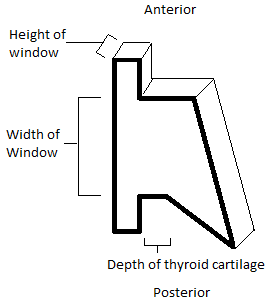 Anterior
Height of
window
Width of
Window
Depth of thyroid cartilage
Posterior